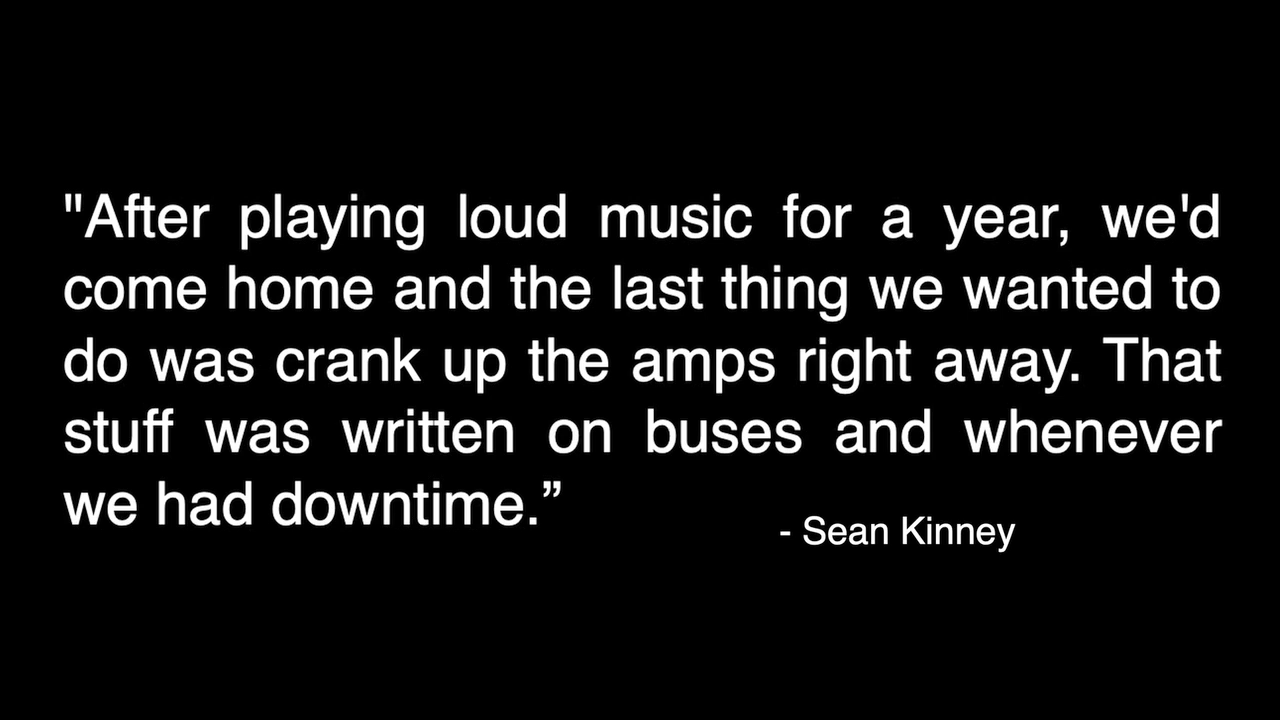 "After playing loud music for a year, we'd
come home and the last thing we wanted to
do was crank up the amps right away. That
stuff was written on buses and whenever
we had downtime.”
- Sean Kinney